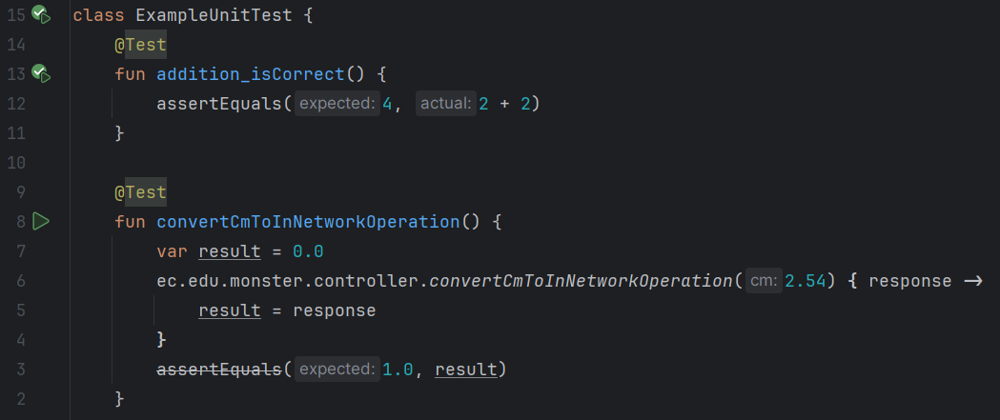 15 class ExampleUnitTest {
14 @Test
13 fun addition_isCorrect() {
12 assertEquals( expected: 4, actual: 2 + 2)
11 }
10
9 @Test
8 fun convertCmToInNetworkOperation() {
7 var result = 0.0
6 ec.edu.monster.controller.convertCmToInNetworkOperation( cm: 2.54) { response →
5 result = response
4 }
3 assertEquals( expected: 1.0, result)
2 }